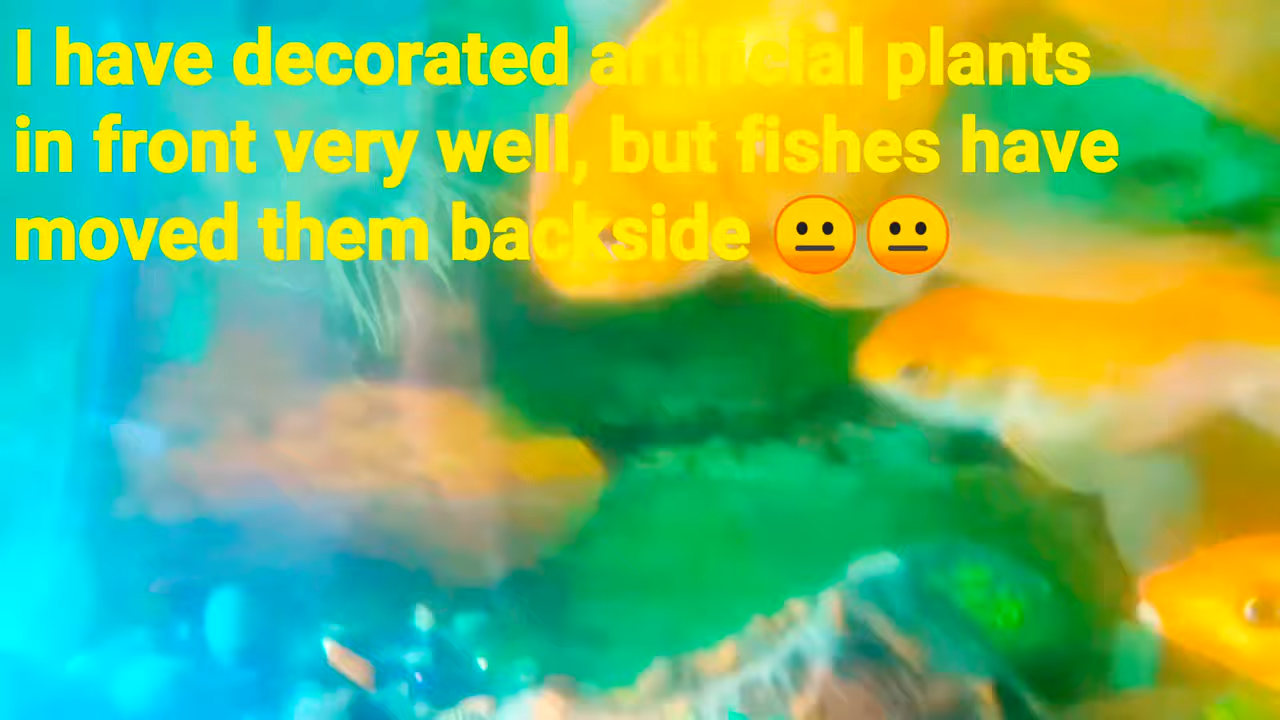 I have decorated artificial plants
in front very well, but fishes have
moved them backside 😐😐